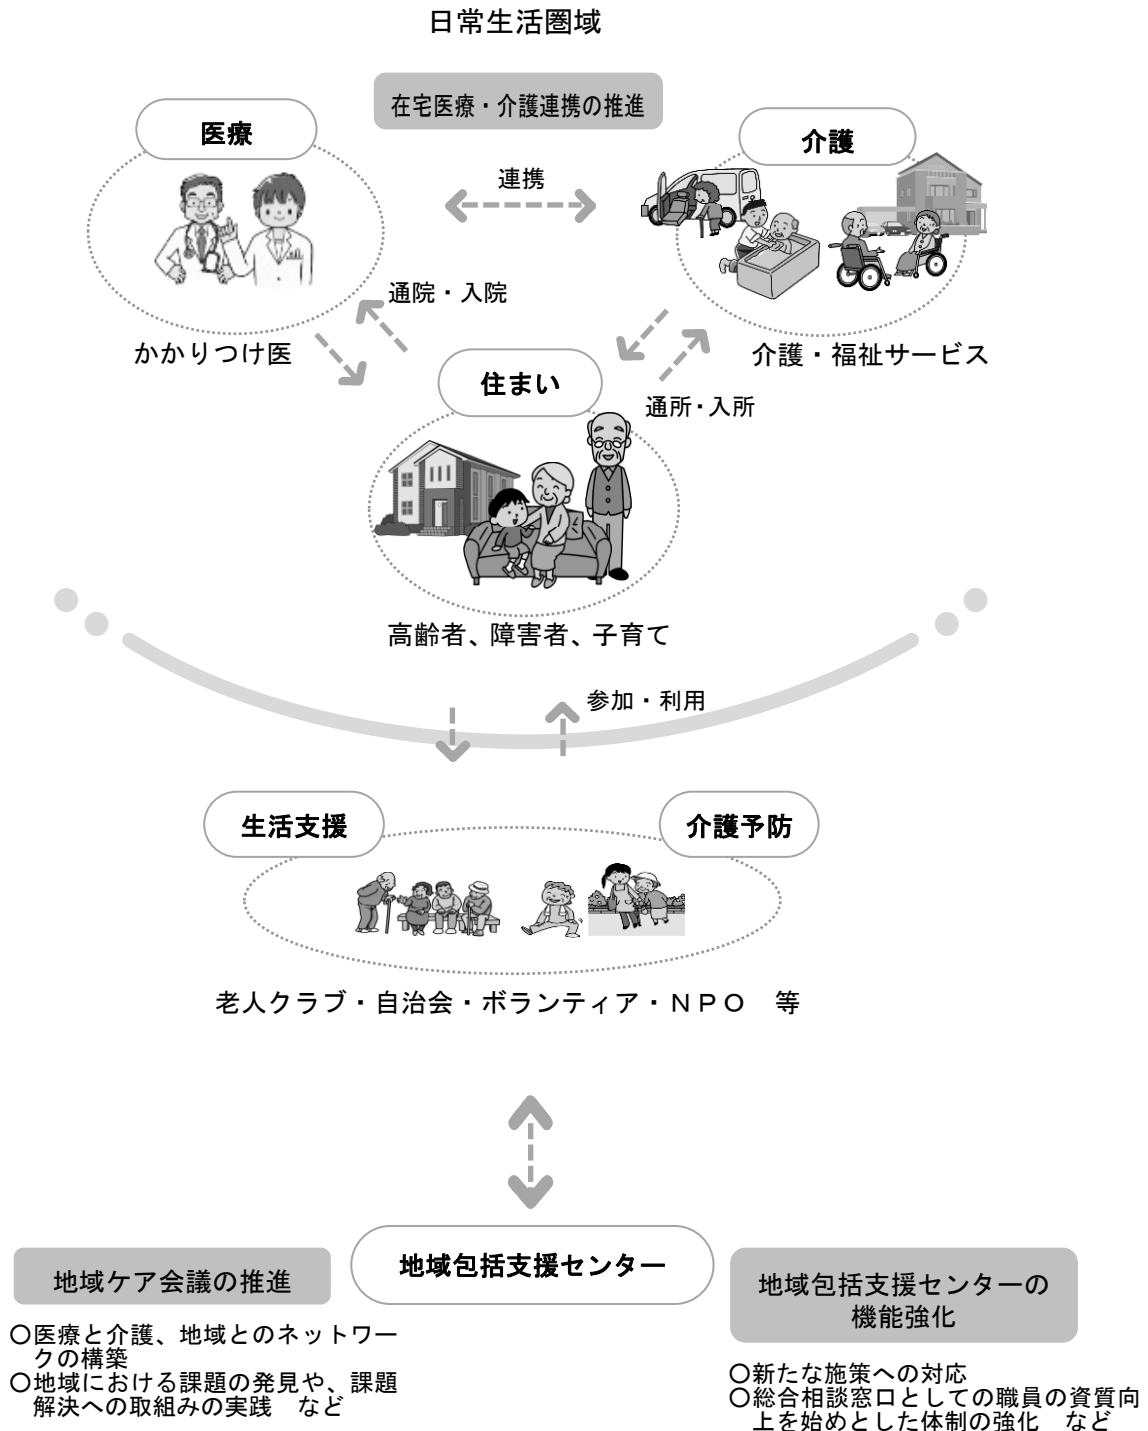 日常生活圏域
在宅医療・介護連携の推進
医療
介護
連携
通院・入院
かかりつけ医
介護・福祉サービス
住まい
通所・入所
高齢者、障害者、子育て
参加・利用
生活支援
介護予防
老人クラブ・自治会・ボランティア・ＮＰＯ　等
地域包括支援センター
地域ケア会議の推進
〇医療と介護、地域とのネットワー
クの構築
〇地域における課題の発見や、課題
解決への取組みの実践　など
地域包括支援センターの
機能強化
〇新たな施策への対応
〇総合相談窓口としての職員の資質向
上を始めとした体制の強化　など